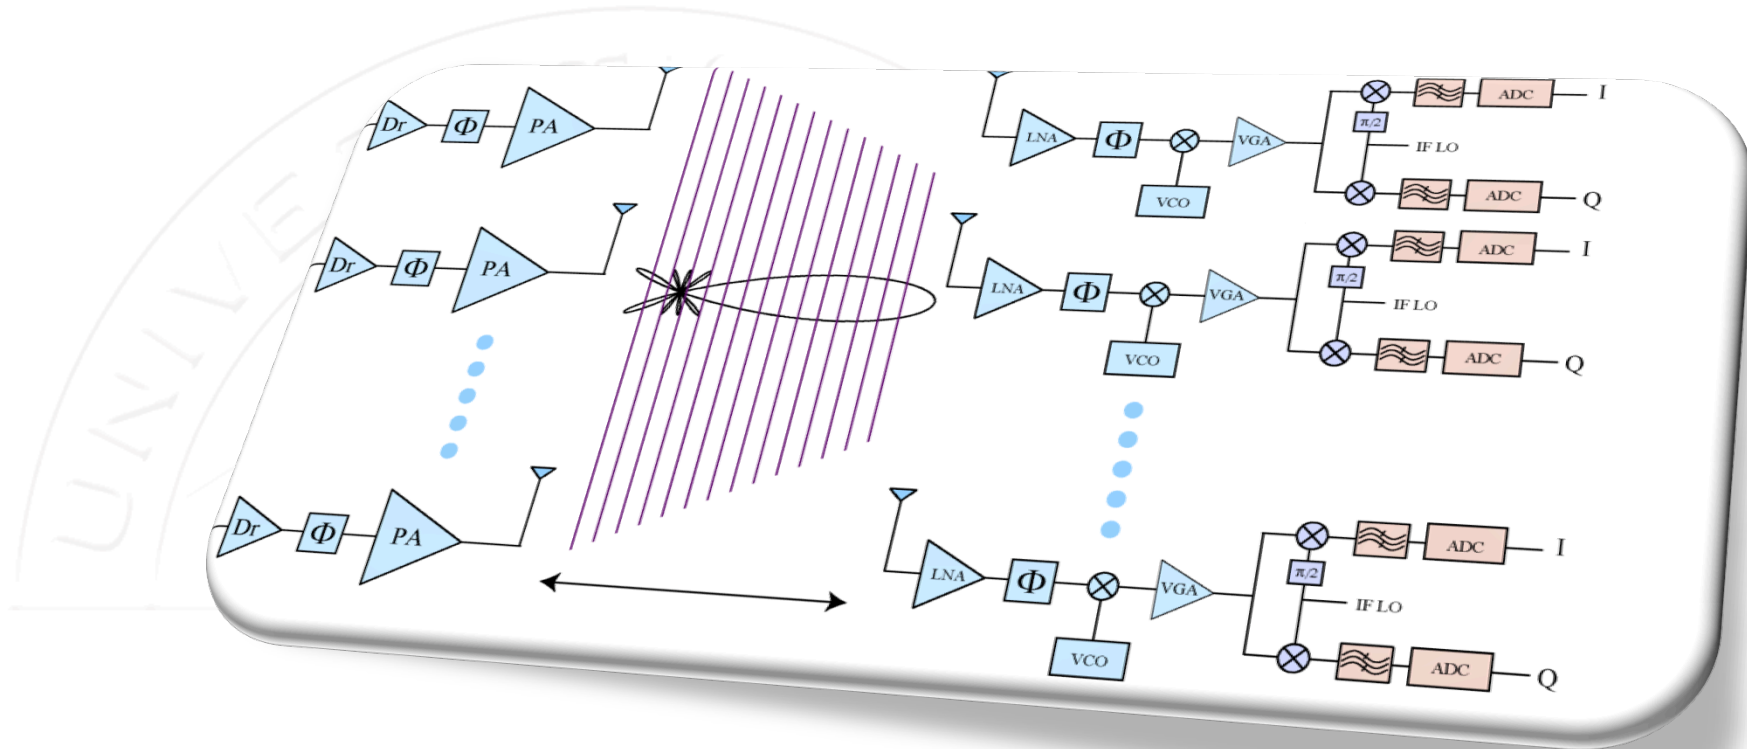 Dr Φ PA
LNA Φ VCO VGA π/2 IF LO ADC I
ADC Q
Dr Φ PA
LNA Φ VCO VGA π/2 IF LO ADC I
ADC Q
Dr Φ PA
LNA Φ VCO VGA π/2 IF LO ADC I
ADC Q